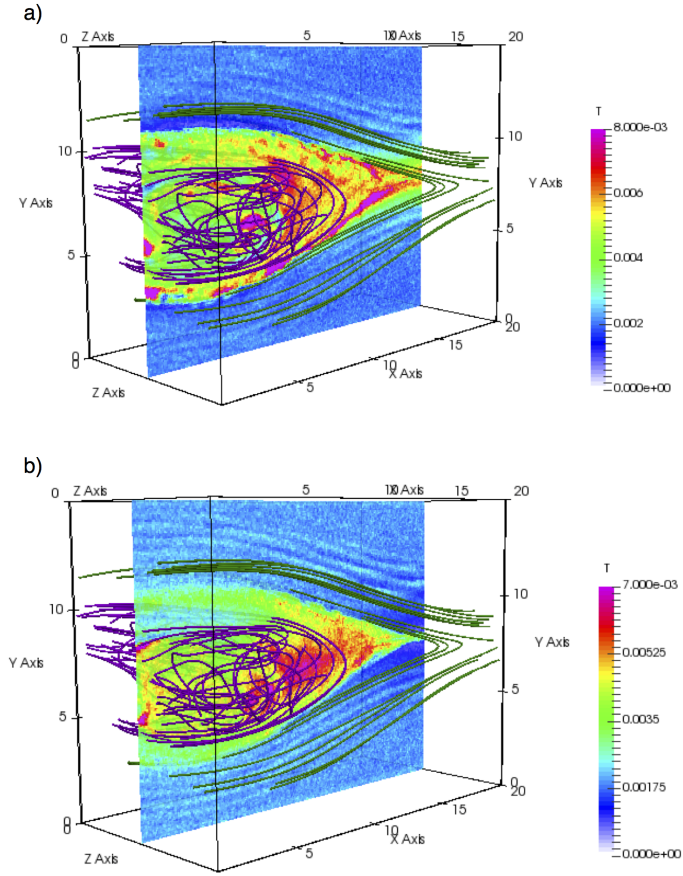 a)
0 Z Axis 5 10 X Axis 15 20
T
8.000e-03
10 10
0.006
Y Axis Y Axis
0.004
5 5
0.002
0 0 0 20
15
10
X Axis
Z Axis 5
0.000e+00
b)
0 Z Axis 5 10 X Axis 15 20
T
7.000e-03
10 10
0.00525
Y Axis Y Axis
0.0035
5 5
0.00175
0 0 0 20
15
10
X Axis
Z Axis 5
0.000e+00